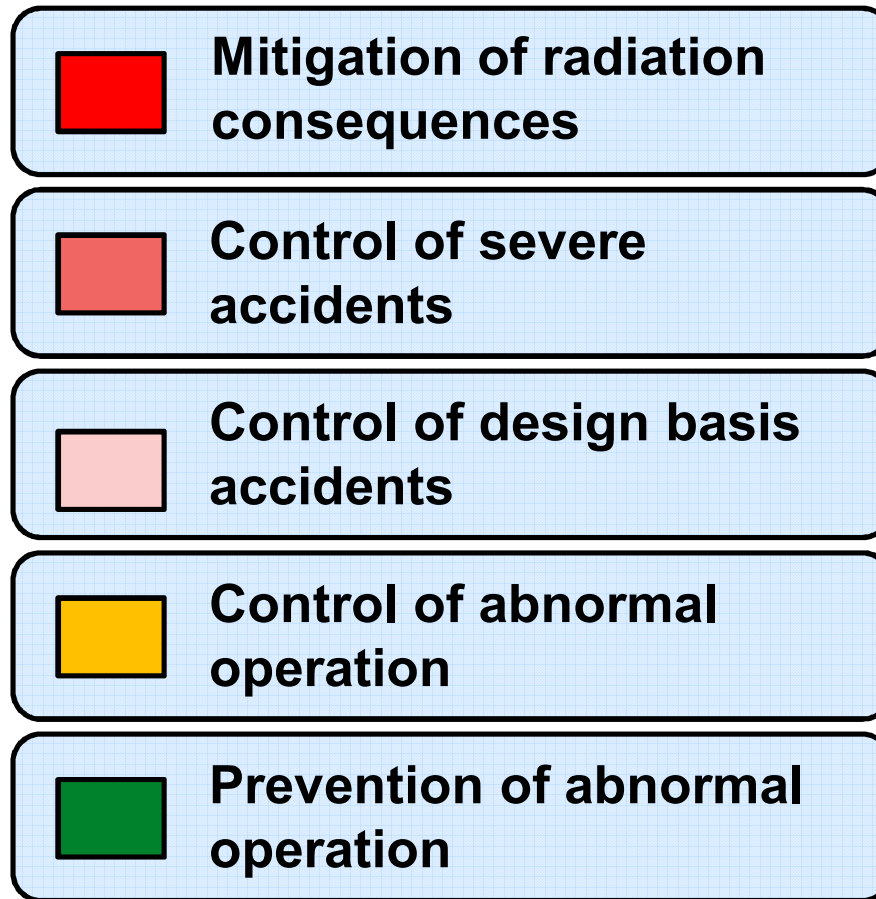 Mitigation of radiation
consequences
Control of severe
accidents
Control of design basis
accidents
Control of abnormal
operation
Prevention of abnormal
operation